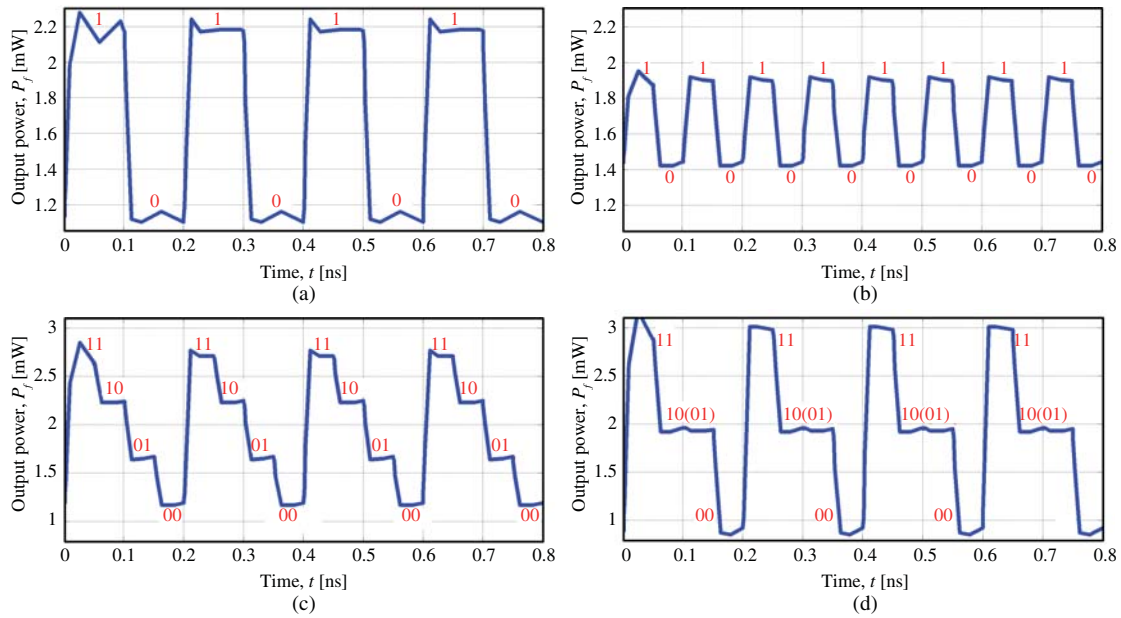 2.2
2
1.8
1.6
1.4
1.2
Output power, P_f [mW]
1 1 1 1
0 0 0 0
0 0.1 0.2 0.3 0.4 0.5 0.6 0.7 0.8
Time, t [ns]
(a)
2.2
2
1.8
1.6
1.4
1.2
Output power, P_f [mW]
1 1 1 1 1 1 1 1
0 0 0 0 0 0 0 0
0 0.1 0.2 0.3 0.4 0.5 0.6 0.7 0.8
Time, t [ns]
(b)
3
2.5
2
1.5
1
Output power, P_f [mW]
11 11 11 11
10 10 10 10
01 01 01 01
00 00 00 00
0 0.1 0.2 0.3 0.4 0.5 0.6 0.7 0.8
Time, t [ns]
(c)
3
2.5
2
1.5
1
Output power, P_f [mW]
11 11 11 11
10(01) 10(01) 10(01) 10(01)
00 00 00
0 0.1 0.2 0.3 0.4 0.5 0.6 0.7 0.8
Time, t [ns]
(d)